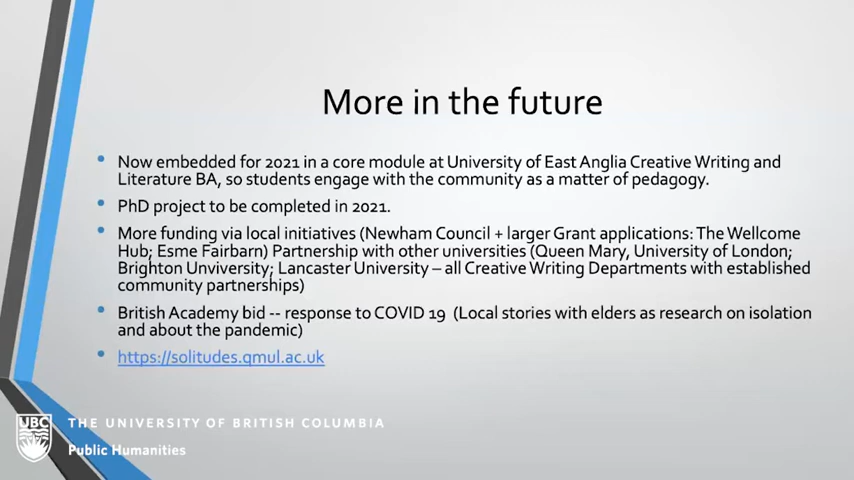 More in the future
Now embedded for 2021 in a core module at University of East Anglia Creative Writing and
Literature BA, so students engage with the community as a matter of pedagogy.
PhD project to be completed in 2021.
More funding via local initiatives (Newham Council + larger Grant applications: The Wellcome
Hub; Esme Fairbarn) Partnership with other universities (Queen Mary, University of London;
Brighton Unviversity; Lancaster University – all Creative Writing Departments with established
community partnerships)
British Academy bid -- response to COVID 19 (Local stories with elders as research on isolation
and about the pandemic)
https://solitudes.qmul.ac.uk
UBC
THE UNIVERSITY OF BRITISH COLUMBIA
Public Humanities